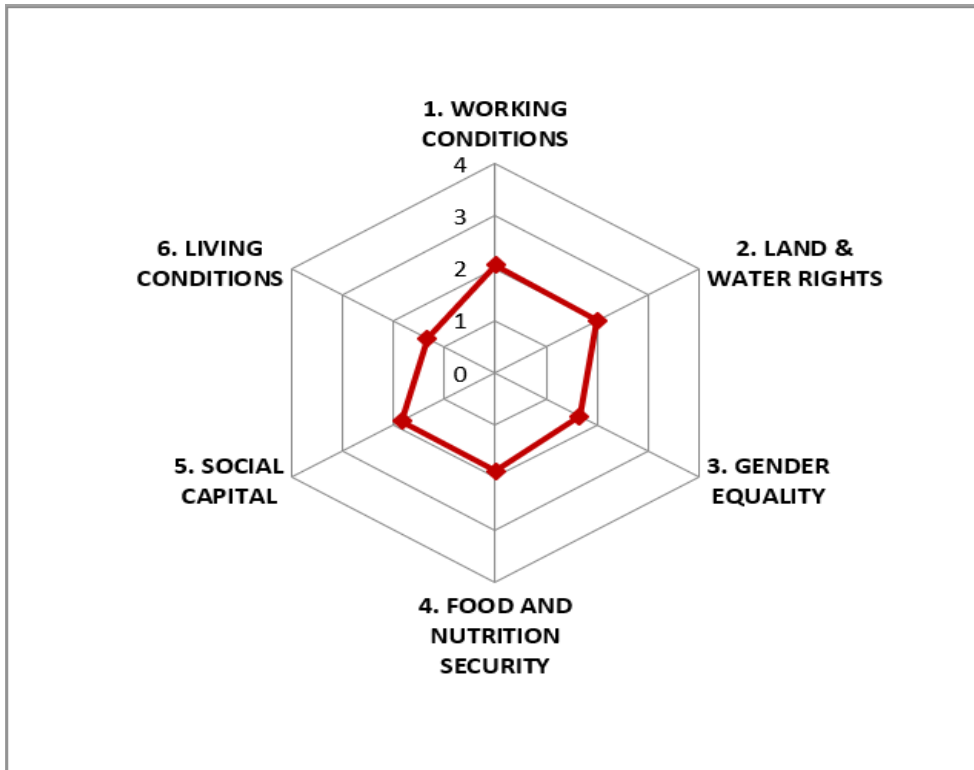 1. WORKING
CONDITIONS
4
3
2
1
0
2. LAND &
WATER RIGHTS
3. GENDER
EQUALITY
4. FOOD AND
NUTRITION
SECURITY
5. SOCIAL
CAPITAL
6. LIVING
CONDITIONS